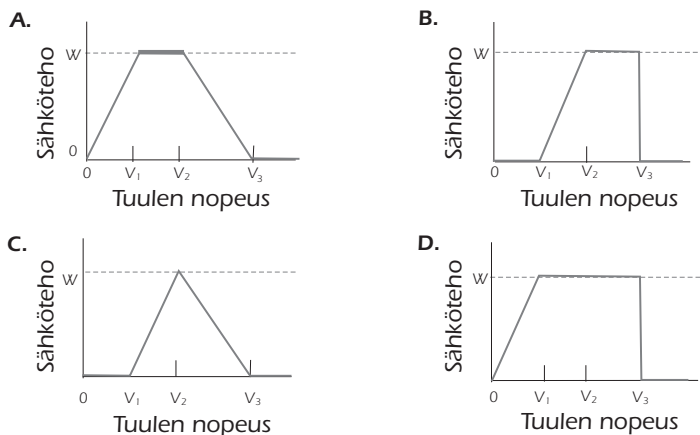 A.
Sähköteho
W
0
0 V₁ V₂ V₃
Tuulen nopeus
B.
Sähköteho
W
0 V₁ V₂ V₃
Tuulen nopeus
C.
Sähköteho
W
0 V₁ V₂ V₃
Tuulen nopeus
D.
Sähköteho
W
0 V₁ V₂ V₃
Tuulen nopeus